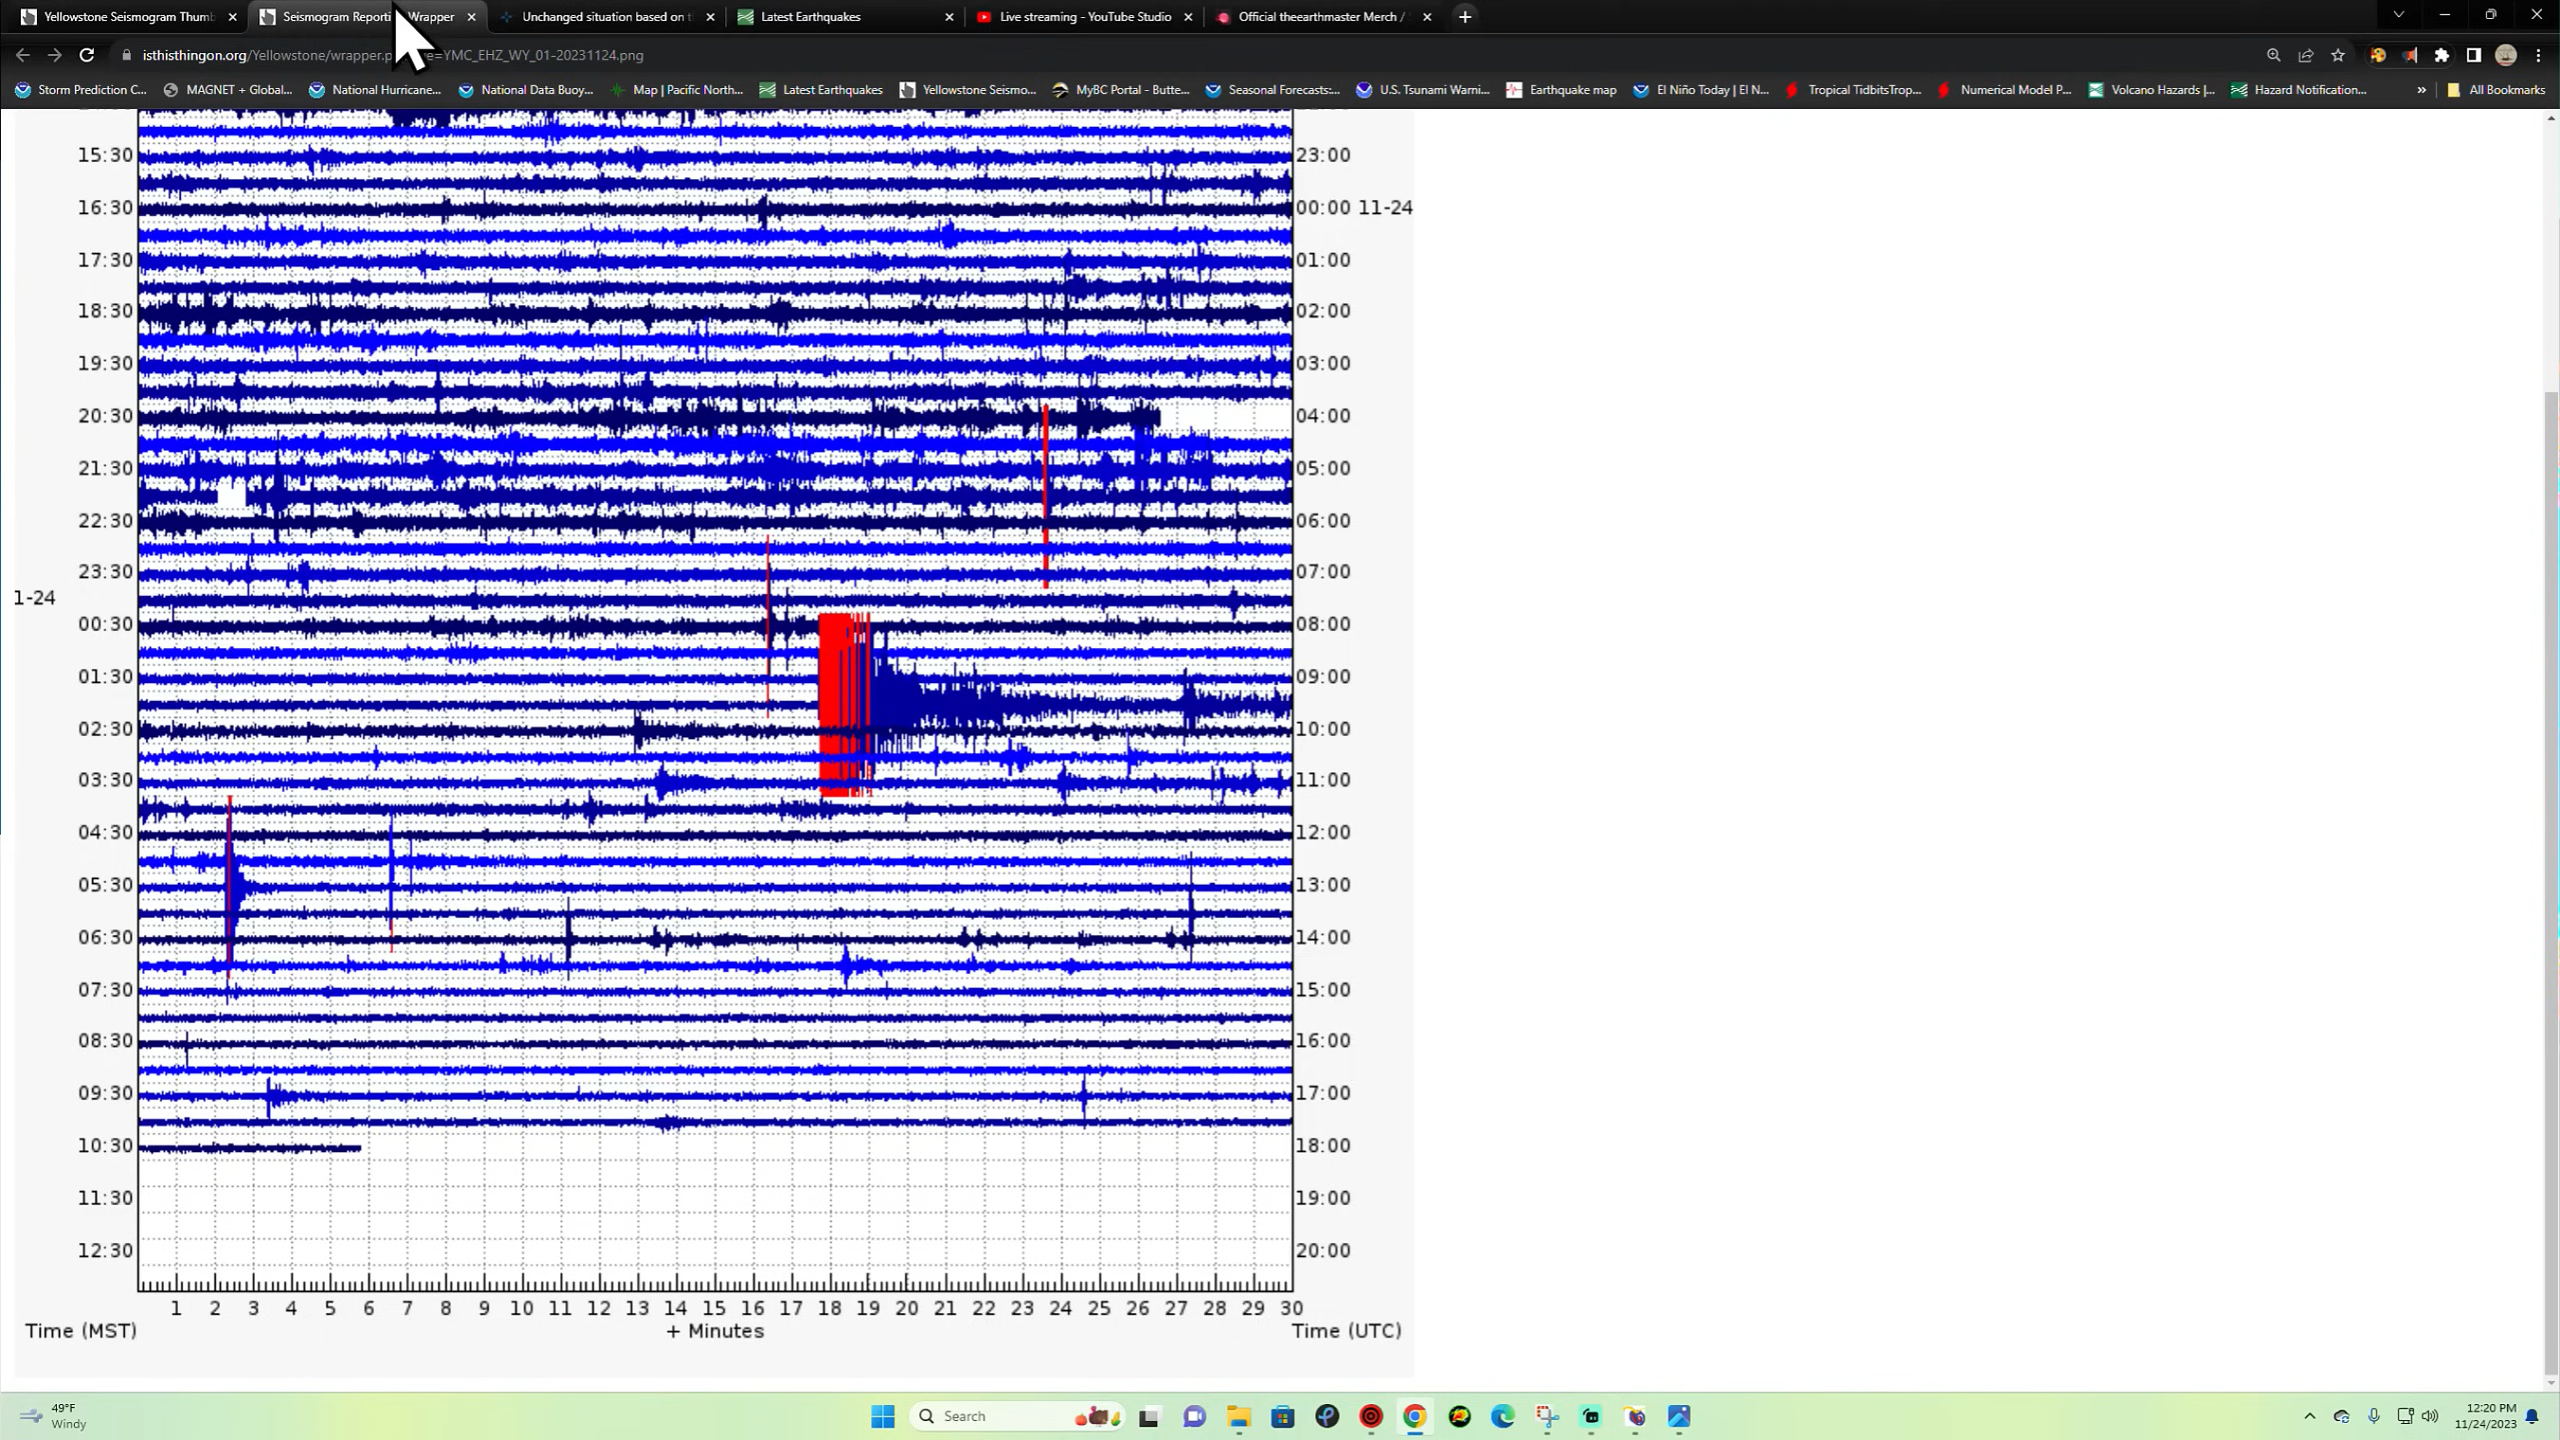 Yellowstone Seismogram Thumb
Seismogram Reporti Wrapper
Unchanged situation based on t
Latest Earthquakes
Live streaming - YouTube Studio
Official theearthmaster Merch /
isthisthingon.org/Yellowstone/wrapper.p e=YMC_EHZ_WY_01-20231124.png
Storm Prediction C...
MAGNET + Global...
National Hurricane...
National Data Buoy...
Map | Pacific North...
Latest Earthquakes
Yellowstone Seismo...
MyBC Portal - Butte...
Seasonal Forecasts:...
U.S. Tsunami Warni...
Earthquake map
El Niño Today | El N...
Tropical TidbitsTrop...
Numerical Model P...
Volcano Hazards |...
Hazard Notification...
»
All Bookmarks
15:30 23:00
16:30 00:00 11-24
17:30 01:00
18:30 02:00
19:30 03:00
20:30 04:00
21:30 05:00
22:30 06:00
23:30 07:00
1-24
00:30 08:00
01:30 09:00
02:30 10:00
03:30 11:00
04:30 12:00
05:30 13:00
06:30 14:00
07:30 15:00
08:30 16:00
09:30 17:00
10:30 18:00
11:30 19:00
12:30 20:00
1 2 3 4 5 6 7 8 9 10 11 12 13 14 15 16 17 18 19 20 21 22 23 24 25 26 27 28 29 30
Time (MST) + Minutes Time (UTC)
49°F
Windy
Search
12:20 PM
11/24/2023